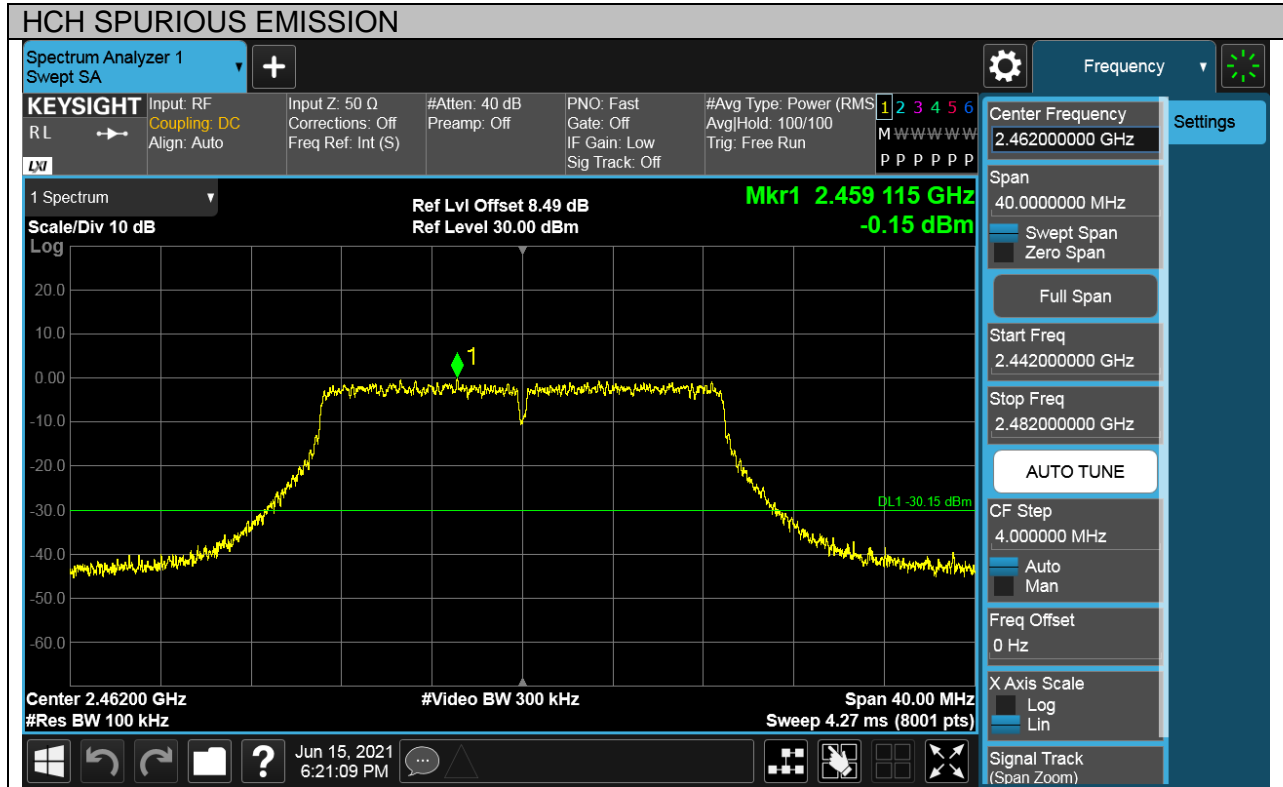 HCH SPURIOUS EMISSION
Spectrum Analyzer 1
Swept SA
Frequency
KEYSIGHT
RL
LXI
Input: RF
Coupling: DC
Align: Auto
Input Z: 50 Ω
Corrections: Off
Freq Ref: Int (S)
#Atten: 40 dB
Preamp: Off
PNO: Fast
Gate: Off
IF Gain: Low
Sig Track: Off
#Avg Type: Power (RMS
Avg|Hold: 100/100
Trig: Free Run
1 2 3 4 5 6
M W W W W W
P P P P P P
1 Spectrum
Scale/Div 10 dB
Ref Lvl Offset 8.49 dB
Ref Level 30.00 dBm
Mkr1 2.459 115 GHz
-0.15 dBm
Log
20.0
10.0
0.00
-10.0
-20.0
-30.0
-40.0
-50.0
-60.0
1
DL1 -30.15 dBm
Center 2.46200 GHz
#Video BW 300 kHz
Span 40.00 MHz
#Res BW 100 kHz
Sweep 4.27 ms (8001 pts)
Jun 15, 2021
6:21:09 PM
Center Frequency
2.462000000 GHz
Settings
Span
40.0000000 MHz
Swept Span
Zero Span
Full Span
Start Freq
2.442000000 GHz
Stop Freq
2.482000000 GHz
AUTO TUNE
CF Step
4.000000 MHz
Auto
Man
Freq Offset
0 Hz
X Axis Scale
Log
Lin
Signal Track
(Span Zoom)